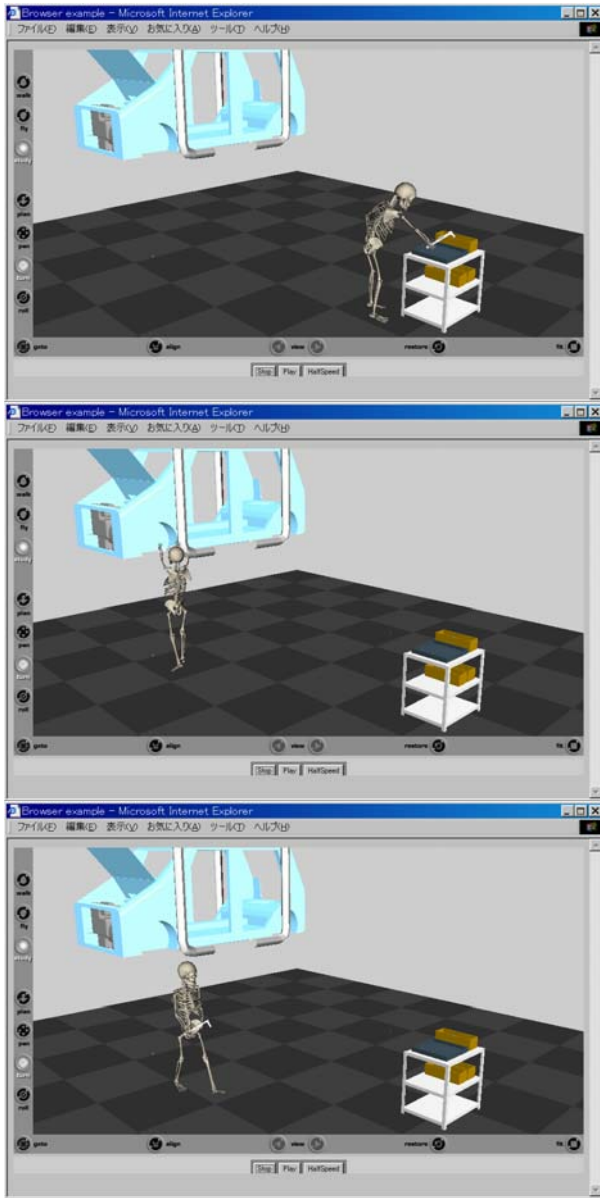 Browser example - Microsoft Internet Explorer
ファイル(F) 編集(E) 表示(V) お気に入り(A) ツール(T) ヘルプ(H)
walk
fly
study
plan
pan
turn
roll
goto align view restore fit
Stop Play HalfSpeed
Browser example - Microsoft Internet Explorer
ファイル(F) 編集(E) 表示(V) お気に入り(A) ツール(T) ヘルプ(H)
walk
fly
study
plan
pan
turn
roll
goto align view restore fit
Stop Play HalfSpeed
Browser example - Microsoft Internet Explorer
ファイル(F) 編集(E) 表示(V) お気に入り(A) ツール(T) ヘルプ(H)
walk
fly
study
plan
pan
turn
roll
goto align view restore fit
Stop Play HalfSpeed